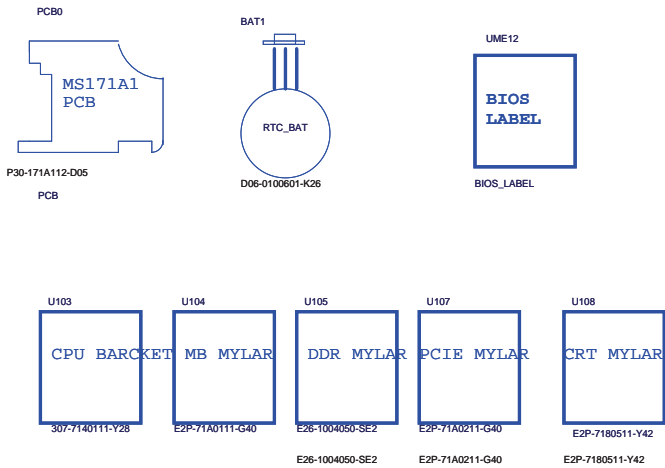 PCB0
BAT1
UME12
MS171A1
PCB
BIOS
LABEL
RTC_BAT
P30-171A112-D05
D06-0100601-K26
BIOS_LABEL
PCB
U103
U104
U105
U107
U108
CPU BARCKET
MB MYLAR
DDR MYLAR
PCIE MYLAR
CRT MYLAR
307-7140111-Y28
E2P-71A0111-G40
E26-1004050-SE2
E2P-71A0211-G40
E2P-7180511-Y42
E26-1004050-SE2
E2P-71A0211-G40
E2P-7180511-Y42